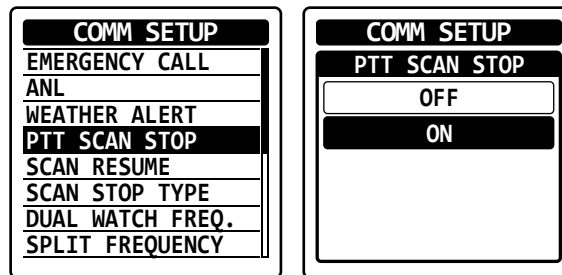 COMM SETUP
EMERGENCY CALL
ANL
WEATHER ALERT
PTT SCAN STOP
SCAN RESUME
SCAN STOP TYPE
DUAL WATCH FREQ.
SPLIT FREQUENCY
COMM SETUP
PTT SCAN STOP
OFF
ON